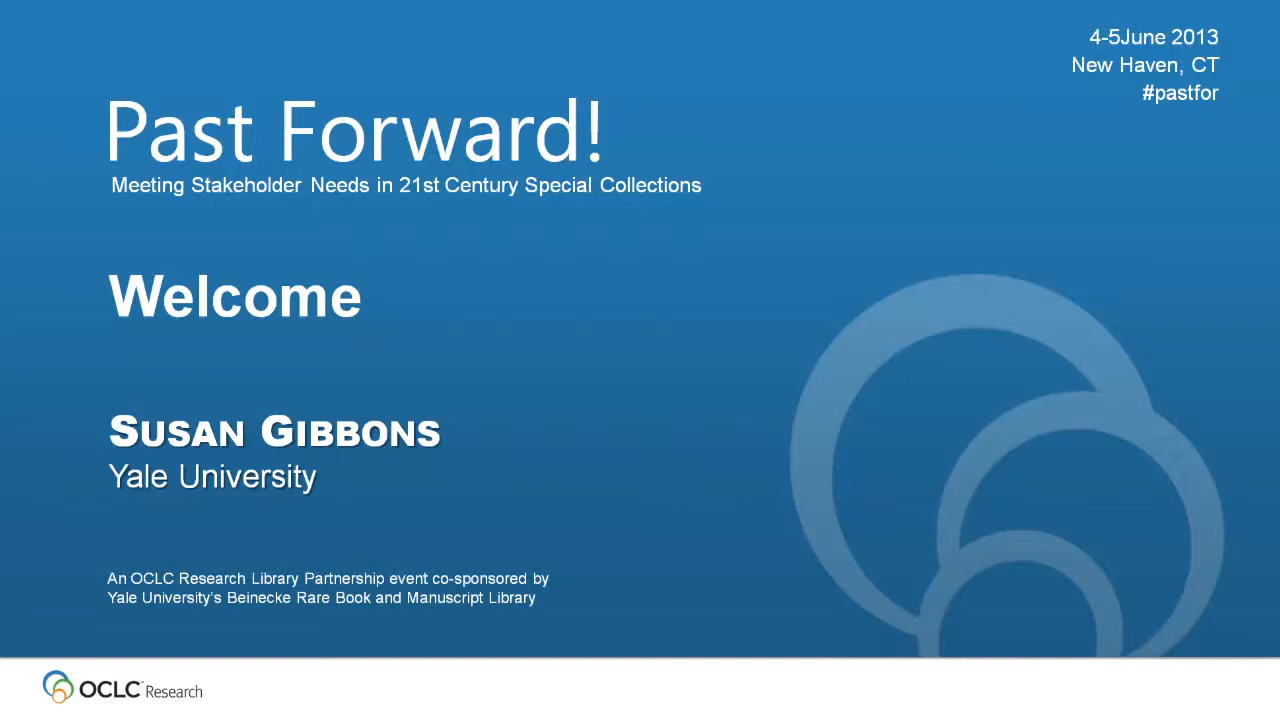 4-5June 2013
New Haven, CT
#pastfor
Past Forward!
Meeting Stakeholder Needs in 21st Century Special Collections
Welcome
SUSAN GIBBONS
Yale University
An OCLC Research Library Partnership event co-sponsored by
Yale University's Beinecke Rare Book and Manuscript Library
OCLC Research